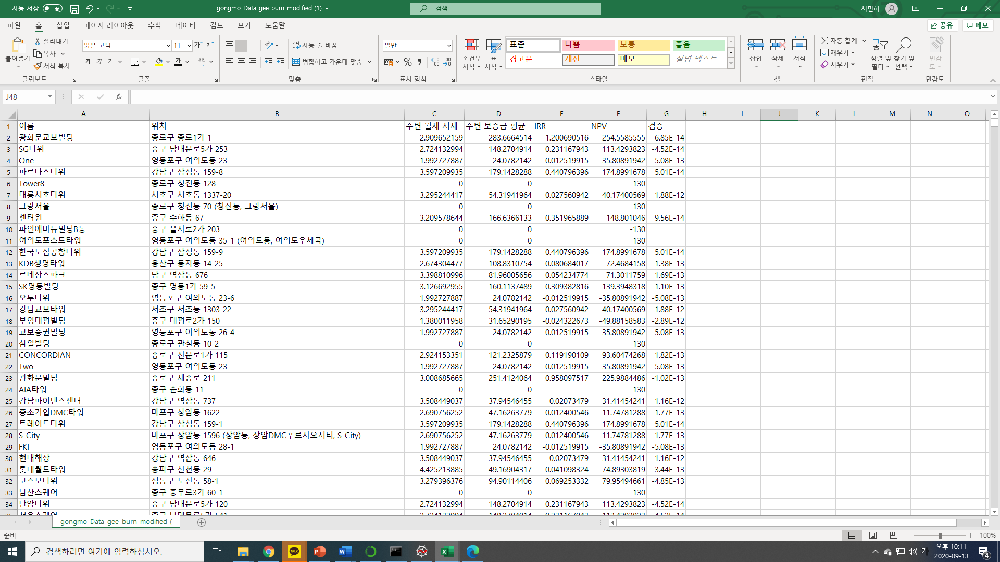 자동 저장 끔 gongmo_Data_gee_burn_modified (1) 검색 서민하
파일 홈 삽입 페이지 레이아웃 수식 데이터 검토 보기 도움말 공유 메모
붙여넣기 잘라내기 복사 서식 복사 클립보드
맑은 고딕 11 가 가 가 가 가 가 내천 글꼴
자동 줄 바꿈 병합하고 가운데 맞춤 맞춤
일반 % 표시 형식
조건부 서식 표 서식 표준 나쁨 보통 좋음
경고문 계산 메모 설명 텍스트 스타일
삽입 삭제 서식 셀
자동 합계 채우기 지우기 정렬 및 필터 찾기 및 선택 편집
민감도 민감도
J48 fx
A B C D E F G H I J K L M N O
1 이름 위치 주변 월세 시세 주변 보증금 평균 IRR NPV 검증
2 광화문교보빌딩 종로구 종로1가 1 2.909652159 283.6664514 1.200690516 254.5585555 -6.85E-14
3 SG타워 중구 남대문로5가 253 2.724132994 148.2704914 0.231167943 113.4293823 -4.52E-14
4 One 영등포구 여의도동 23 1.992727887 24.0782142 -0.012519915 -35.80891942 -5.08E-13
5 파르나스타워 강남구 삼성동 159-8 3.597209935 179.1428288 0.440796396 174.8991678 5.01E-14
6 Tower8 종로구 청진동 128 0 0 -130
7 대륭서초타워 서초구 서초동 1337-20 3.295244417 54.31941964 0.027560942 40.17400569 1.88E-12
8 그랑서울 종로구 청진동 70 (청진동, 그랑서울) 0 0 -130
9 센터원 중구 수하동 67 3.209578644 166.6366133 0.351965889 148.801046 9.56E-14
10 파인에비뉴빌딩B동 중구 을지로2가 203 0 0 -130
11 여의도포스트타워 영등포구 여의도동 35-1 (여의도동, 여의도우체국) 0 0 -130
12 한국도심공항타워 강남구 삼성동 159-9 3.597209935 179.1428288 0.440796396 174.8991678 5.01E-14
13 KDB생명타워 용산구 동자동 14-25 2.674304477 108.8310754 0.080684017 72.4684158 -1.38E-13
14 르네상스파크 남구 역삼동 676 3.398810996 81.96005656 0.054234774 71.3011759 1.69E-13
15 SK명동빌딩 중구 명동1가 59-5 3.126692955 160.1137489 0.309382816 139.3948318 1.10E-13
16 오투타워 영등포구 여의도동 23-6 1.992727887 24.0782142 -0.012519915 -35.80891942 -5.08E-13
17 강남교보타워 서초구 서초동 1303-22 3.295244417 54.31941964 0.027560942 40.17400569 1.88E-12
18 부영태평빌딩 중구 태평로2가 150 1.380011958 31.65290195 -0.024322673 -49.88158583 -2.89E-12
19 교보증권빌딩 영등포구 여의도동 26-4 1.992727887 24.0782142 -0.012519915 -35.80891942 -5.08E-13
20 삼일빌딩 종로구 관철동 10-2 0 0 -130
21 CONCORDIAN 종로구 신문로1가 115 2.924153351 121.2325879 0.119190109 93.60474268 1.82E-13
22 Two 영등포구 여의도동 23 1.992727887 24.0782142 -0.012519915 -35.80891942 -5.08E-13
23 광화문빌딩 종로구 세종로 211 3.008685665 251.4124064 0.958097517 225.9884486 -1.02E-13
24 AIA타워 중구 순화동 11 0 0 -130
25 강남파이낸스센터 강남구 역삼동 737 3.508449037 37.94546455 0.02073479 31.41454241 1.16E-12
26 중소기업DMC타워 마포구 상암동 1622 2.690756252 47.16263779 0.012400546 11.74781288 -1.77E-13
27 트레이드타워 강남구 삼성동 159-1 3.597209935 179.1428288 0.440796396 174.8991678 5.01E-14
28 S-City 마포구 상암동 1596 (상암동, 상암DMC푸르지오시티, S-City) 2.690756252 47.16263779 0.012400546 11.74781288 -1.77E-13
29 FKI 영등포구 여의도동 28-1 1.992727887 24.0782142 -0.012519915 -35.80891942 -5.08E-13
30 현대해상 강남구 역삼동 646 3.508449037 37.94546455 0.02073479 31.41454241 1.16E-12
31 롯데월드타워 송파구 신천동 29 4.425213885 49.16904317 0.041098324 74.89303819 3.44E-13
32 코스모타워 성동구 도선동 58-1 3.279396376 94.90114406 0.069253332 79.95494661 -4.85E-13
33 남산스퀘어 중구 충무로3가 60-1 0 0 -130
34 단암타워 중구 남대문로5가 120 2.724132994 148.2704914 0.231167943 113.4293823 -4.52E-14
35 서울스퀘어 중구 남대문로5가 541 2.724132994 148.2704914 0.231167943 113.4293823 -4.52E-14
gongmo_Data_gee_burn_modified (
준비 100%
검색하려면 여기에 입력하십시오. TALK 가 오후 10:11
2020-09-13 4